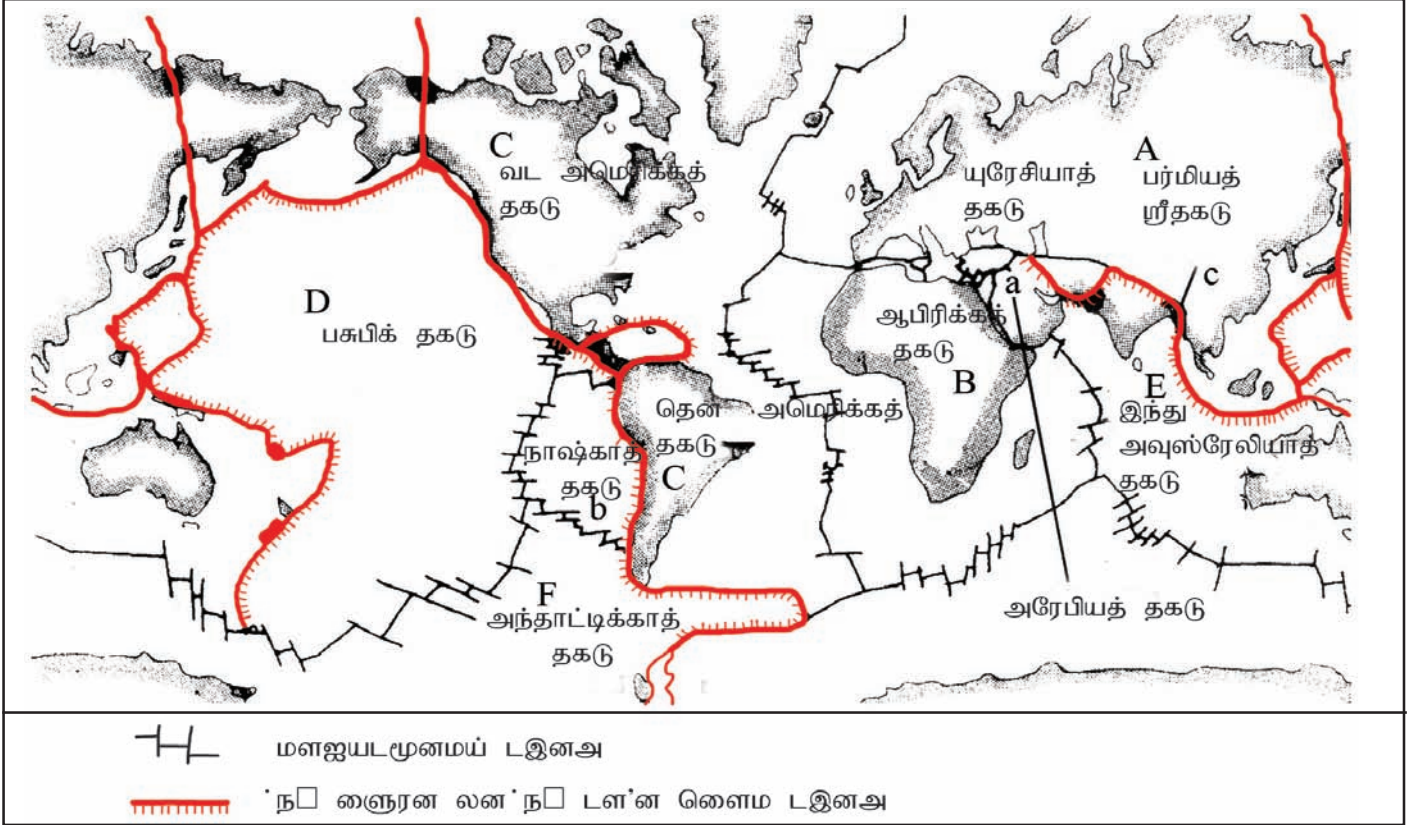 C
வட அமெரிக்கத்
தகடு
A
யுரேசியாத்
தகடு
பர்மியத்
ஸ்ரீதகடு
D
பசுபிக் தகடு
a
c
ஆபிரிக்கத்
தகடு
B
E
இந்து
அவுஸ்ரேலியாத்
தகடு
தென் அமெரிக்கத்
தகடு
நாஷ்காத்
தகடு
C
b
F
அந்தாட்டிக்காத்
தகடு
அரேபியத் தகடு
மளஐயடமூனமய் டஇனஅ